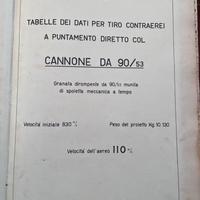 TABELLE DEI DATI PER TIRO CONTRAEREI
A PUNTAMENTO DIRETTO COL
CANNONE DA 90/53
Granata dirompente da 90/53 munita
di spoletta meccanica a tempo
Velocità iniziale 830 m
Peso del proietto Kg 10.130
Velocità dell'aereo 110 m